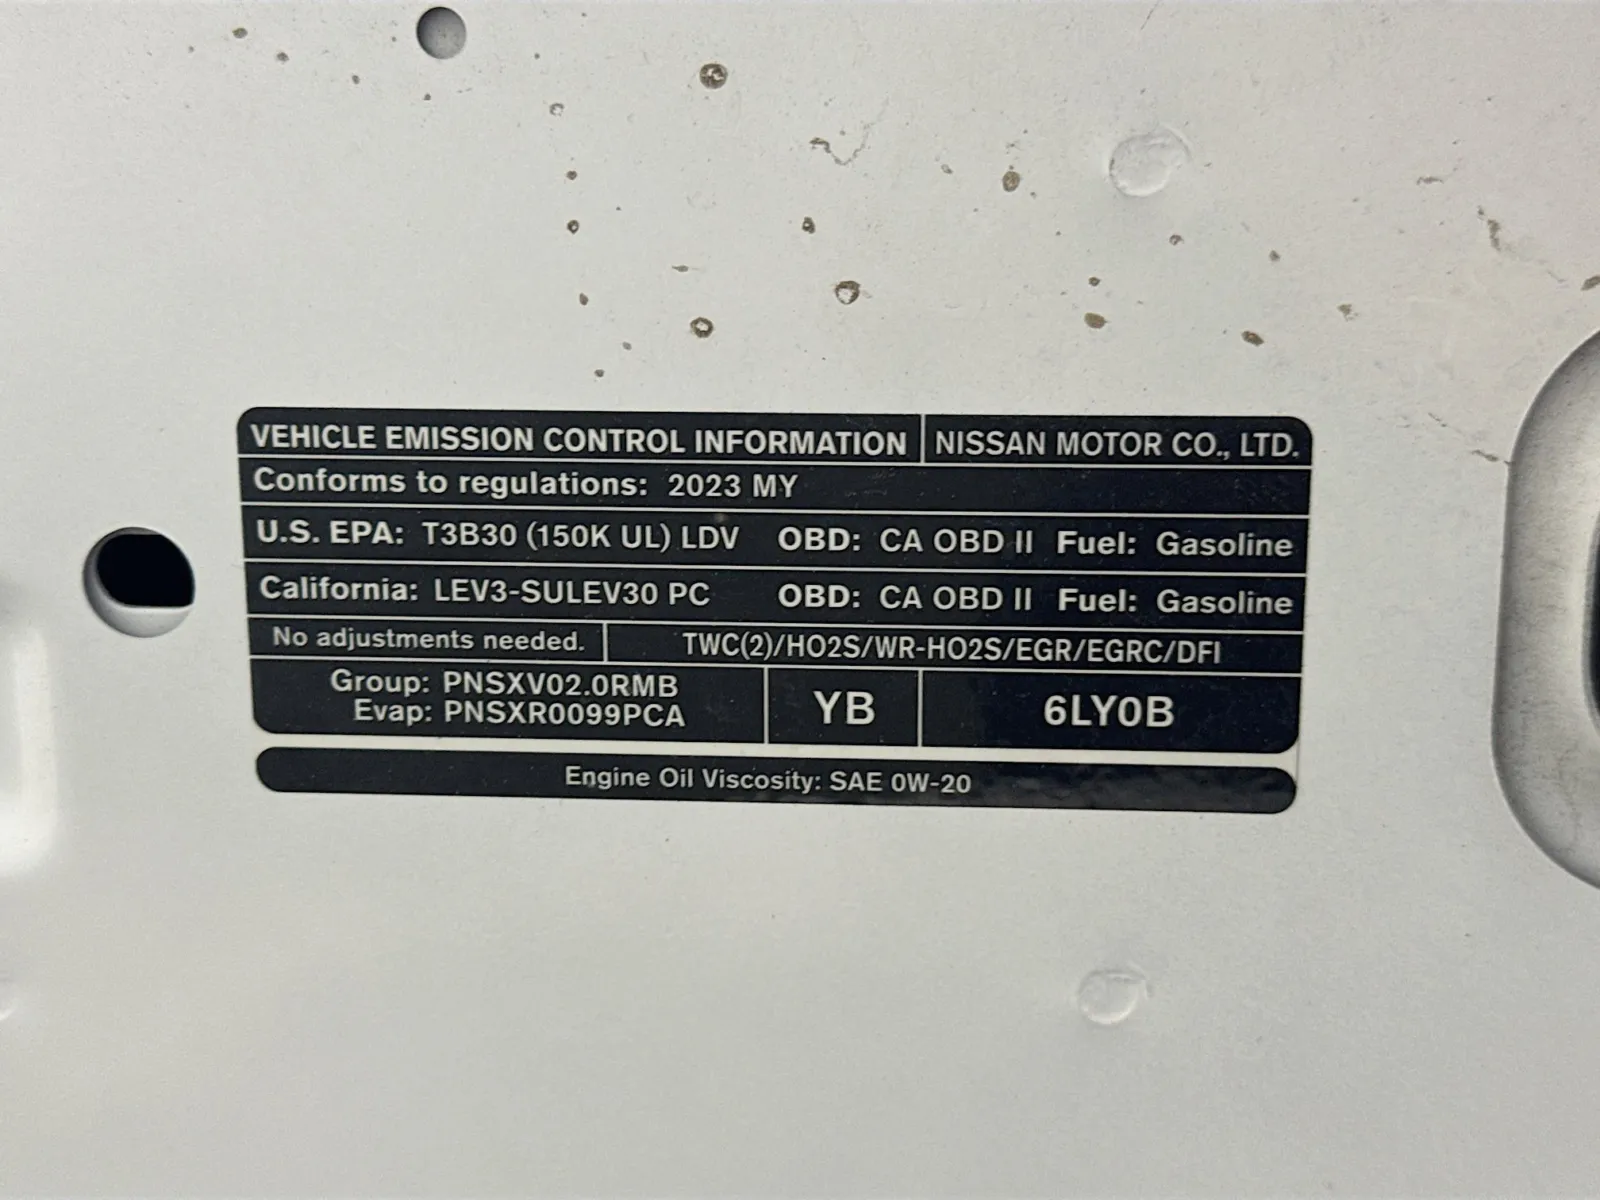 VEHICLE EMISSION CONTROL INFORMATION NISSAN MOTOR CO., LTD.
Conforms to regulations: 2023 MY
U.S. EPA: T3B30 (150K UL) LDV OBD: CA OBD II Fuel: Gasoline
California: LEV3-SULEV30 PC OBD: CA OBD II Fuel: Gasoline
No adjustments needed. TWC(2)/HO2S/WR-HO2S/EGR/EGRC/DFI
Group: PNSXV02.0RMB
Evap: PNSXR0099PCA
YB
6LY0B
Engine Oil Viscosity: SAE 0W-20